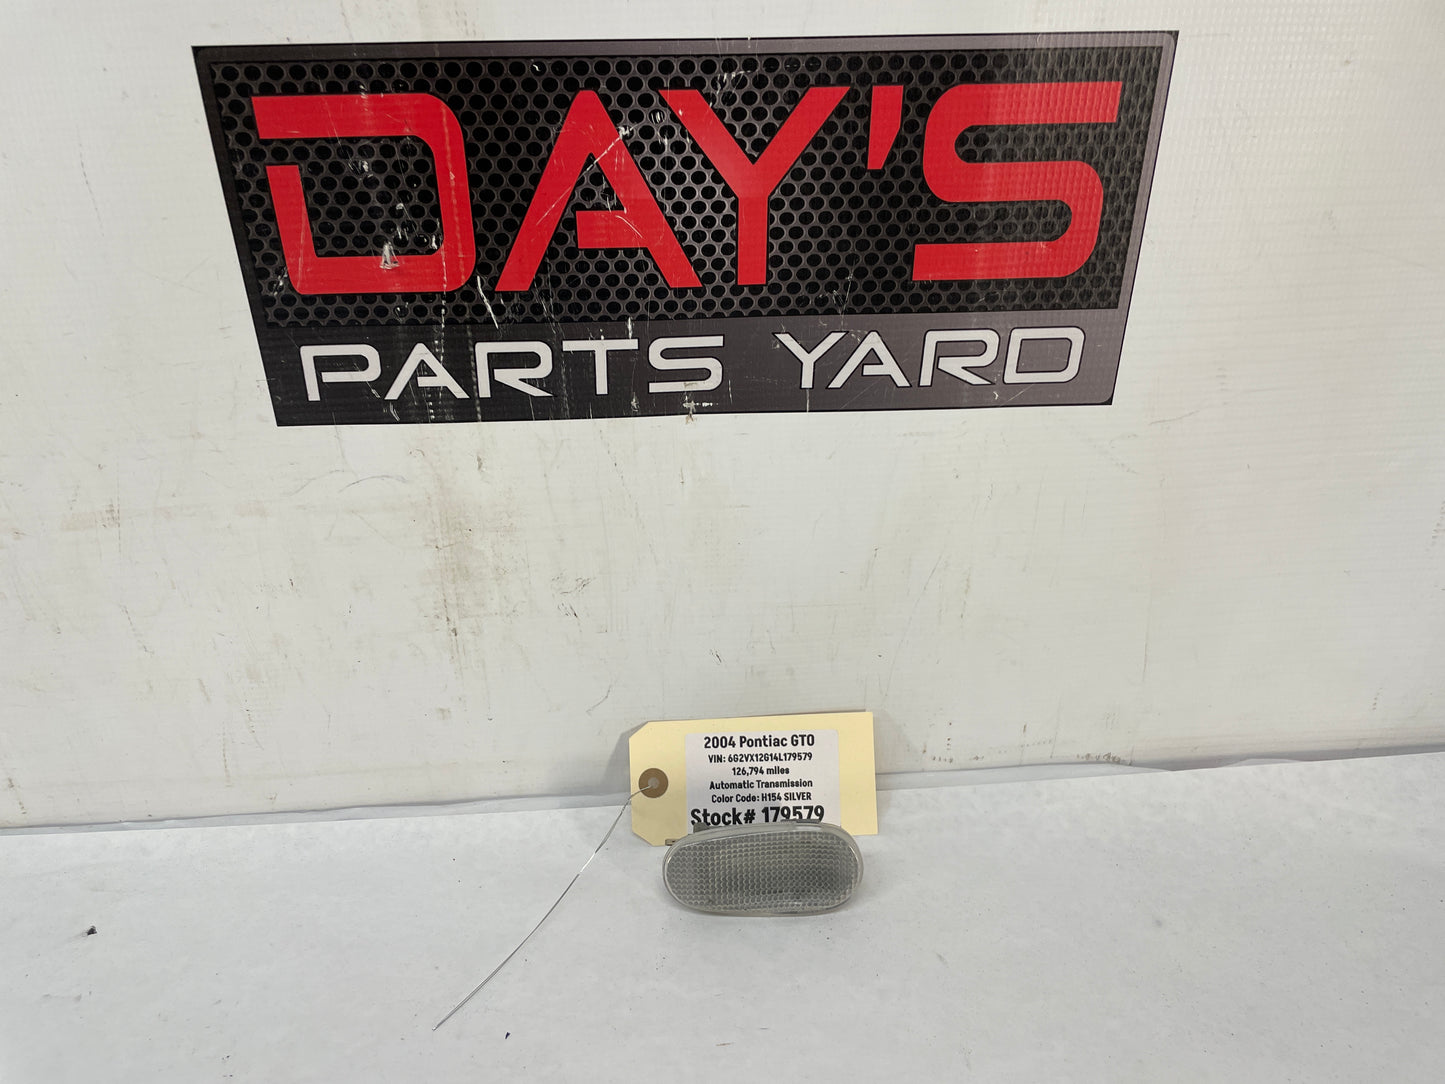 DAY'S
PARTS YARD
2004 Pontiac GTO
VIN: 6G2VX12G14L179579
126,794 miles
Automatic Transmission
Color Code: H154 SILVER
Stock# 179579